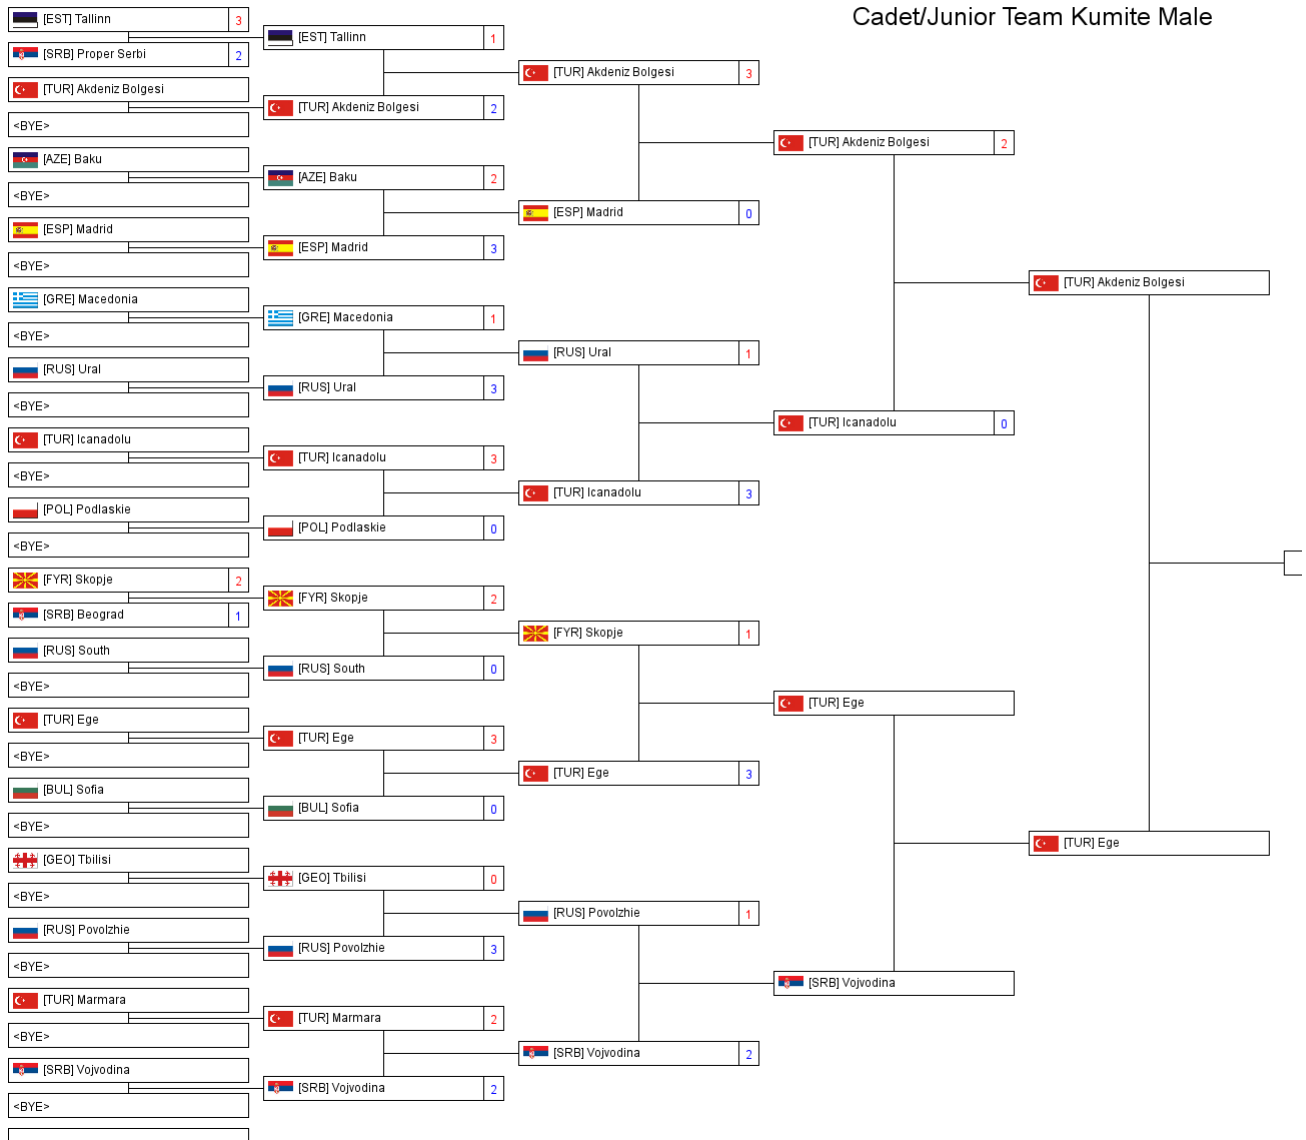 Cadet/Junior Team Kumite Male
[EST] Tallinn 3
[SRB] Proper Serbi 2
[TUR] Akdeniz Bolgesi
<BYE>
[AZE] Baku
<BYE>
[ESP] Madrid
<BYE>
[GRE] Macedonia
<BYE>
[RUS] Ural
<BYE>
[TUR] Icanadolu
<BYE>
[POL] Podlaskie
<BYE>
[FYR] Skopje 2
[SRB] Beograd 1
[RUS] South
<BYE>
[TUR] Ege
<BYE>
[BUL] Sofia
<BYE>
[GEO] Tbilisi
<BYE>
[RUS] Povolzhie
<BYE>
[TUR] Marmara
<BYE>
[SRB] Vojvodina
<BYE>
[EST] Tallinn 1
[TUR] Akdeniz Bolgesi 2
[AZE] Baku 2
[ESP] Madrid 3
[GRE] Macedonia 1
[RUS] Ural 3
[TUR] Icanadolu 3
[POL] Podlaskie 0
[FYR] Skopje 2
[RUS] South 0
[TUR] Ege 3
[BUL] Sofia 0
[GEO] Tbilisi 0
[RUS] Povolzhie 3
[TUR] Marmara 2
[SRB] Vojvodina 2
[TUR] Akdeniz Bolgesi 3
[ESP] Madrid 0
[RUS] Ural 1
[TUR] Icanadolu 3
[FYR] Skopje 1
[TUR] Ege 3
[RUS] Povolzhie 1
[SRB] Vojvodina 2
[TUR] Akdeniz Bolgesi 2
[TUR] Icanadolu 0
[TUR] Ege
[SRB] Vojvodina
[TUR] Akdeniz Bolgesi
[TUR] Ege